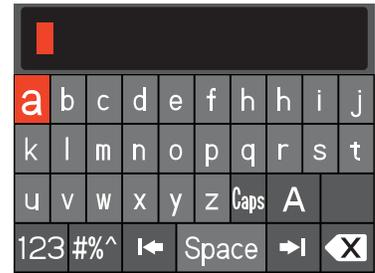 a b c d e f h h i j
k l m n o p q r s t
u v w x y z Caps A
123 #%^ Space X